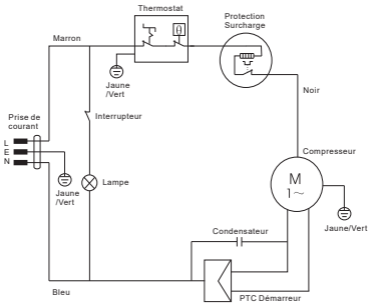 Thermostat
Protection
Surcharge
Marron
Jaune
/Vert
Noir
Interrupteur
Prise de
courant
L
E
N
Compresseur
M
1~
Lampe
Jaune
/Vert
Jaune/Vert
Condensateur
Bleu
PTC Démarreur